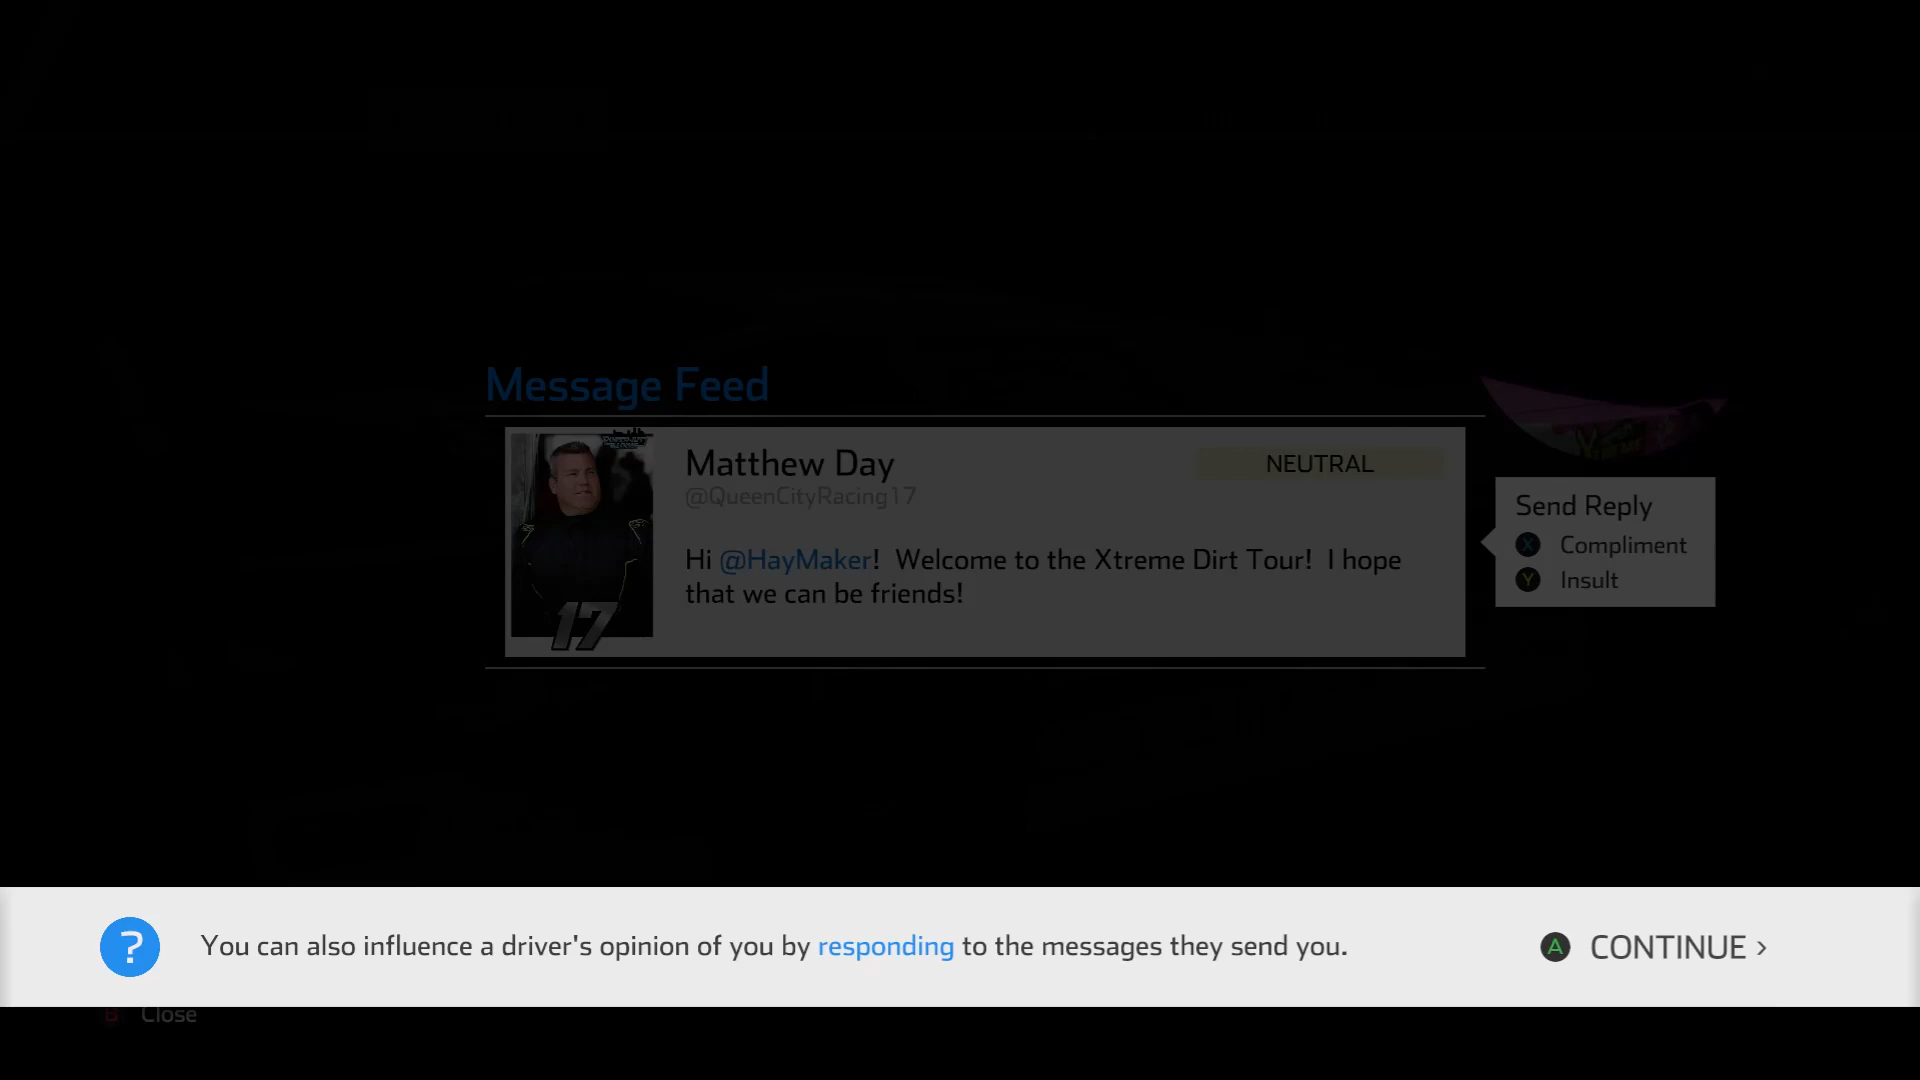 Message Feed
Matthew Day
NEUTRAL
@QueenCityRacing17
Hi @HayMaker!  Welcome to the Xtreme Dirt Tour!  I hope
that we can be friends!
17
Send Reply
X Compliment
Y Insult
? You can also influence a driver's opinion of you by responding to the messages they send you.
A CONTINUE >
B Close